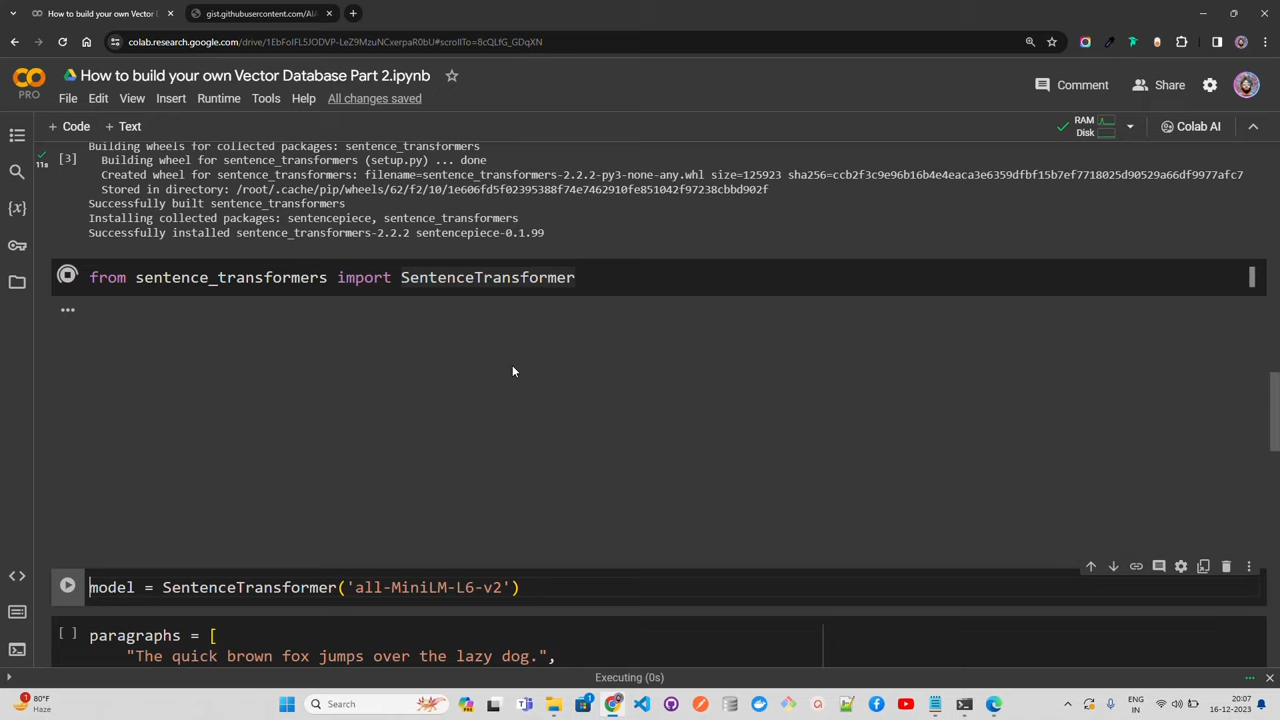 How to build your own Vector D
gist.githubusercontent.com/AIA
colab.research.google.com/drive/1EbFoIFL5JODVP-LeZ9MzuNCxerpaR0bU#scrollTo=8cQLfG_GDqXN
CO
PRO
How to build your own Vector Database Part 2.ipynb
Comment
Share
File Edit View Insert Runtime Tools Help All changes saved
+ Code + Text
RAM
Disk
Colab AI
Building wheels for collected packages: sentence_transformers
11s
[3]
Building wheel for sentence_transformers (setup.py) ... done
Created wheel for sentence_transformers: filename=sentence_transformers-2.2.2-py3-none-any.whl size=125923 sha256=ccb2f3c9e96b16b4e4eaca3e6359dfbf15b7ef7718025d90529a66df9977afc7
Stored in directory: /root/.cache/pip/wheels/62/f2/10/1e606fd5f02395388f74e7462910fe851042f97238cbbd902f
Successfully built sentence_transformers
Installing collected packages: sentencepiece, sentence_transformers
Successfully installed sentence_transformers-2.2.2 sentencepiece-0.1.99
from sentence_transformers import SentenceTransformer
model = SentenceTransformer('all-MiniLM-L6-v2')
[ ] paragraphs = [
"The quick brown fox jumps over the lazy dog.",
Executing (0s)
1
80°F
Haze
Search
1
ENG
IN
20:07
16-12-2023